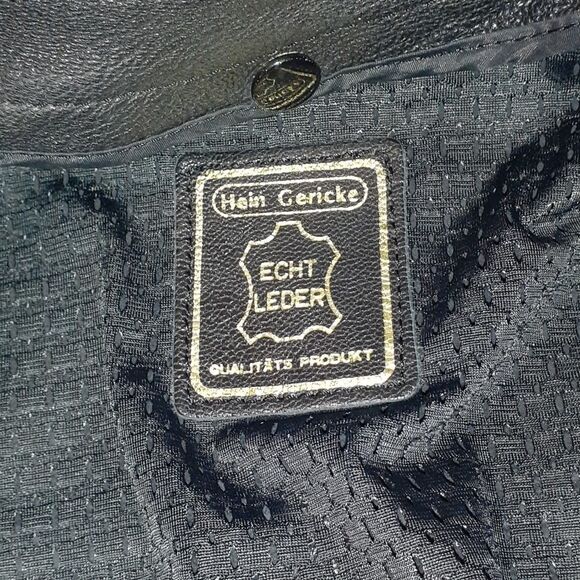 Hein Gericke
ECHT
LEDER
QUALITÄTS PRODUKT